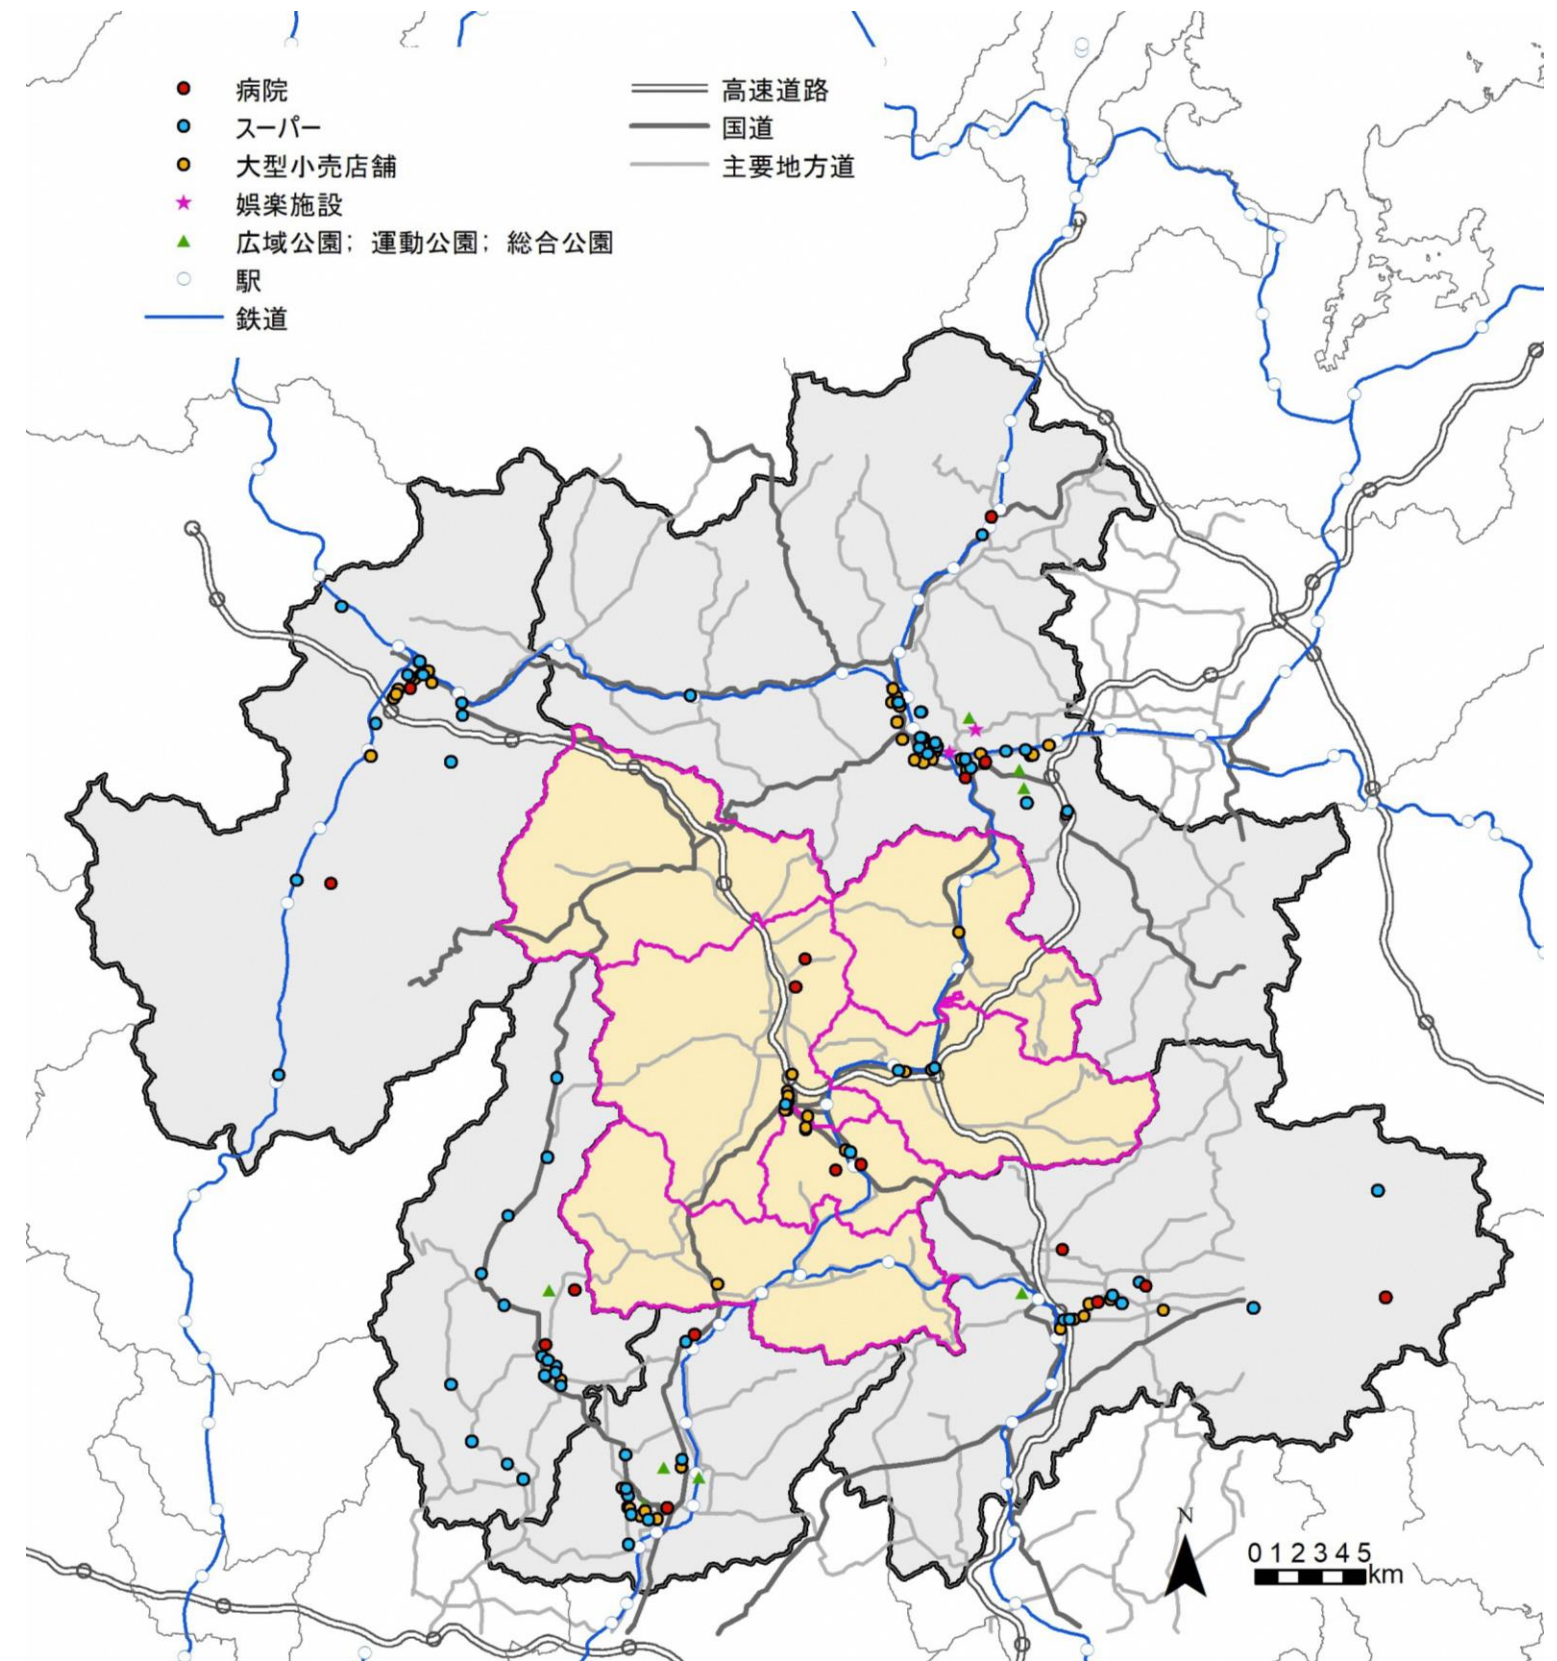 病院
スーパー
大型小売店舗
娯楽施設
広域公園；運動公園；総合公園
駅
鉄道
高速道路
国道
主要地方道
N
0 1 2 3 4 5
km